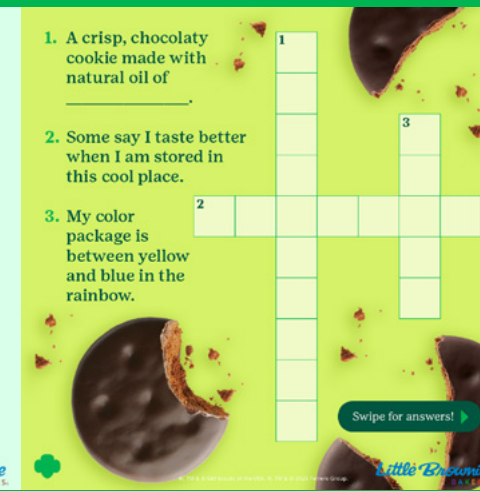 1. A crisp, chocolaty
cookie made with
natural oil of
____________.
2. Some say I taste better
when I am stored in
this cool place.
3. My color
package is
between yellow
and blue in the
rainbow.
1
3
2
Swipe for answers!
Little Brownie